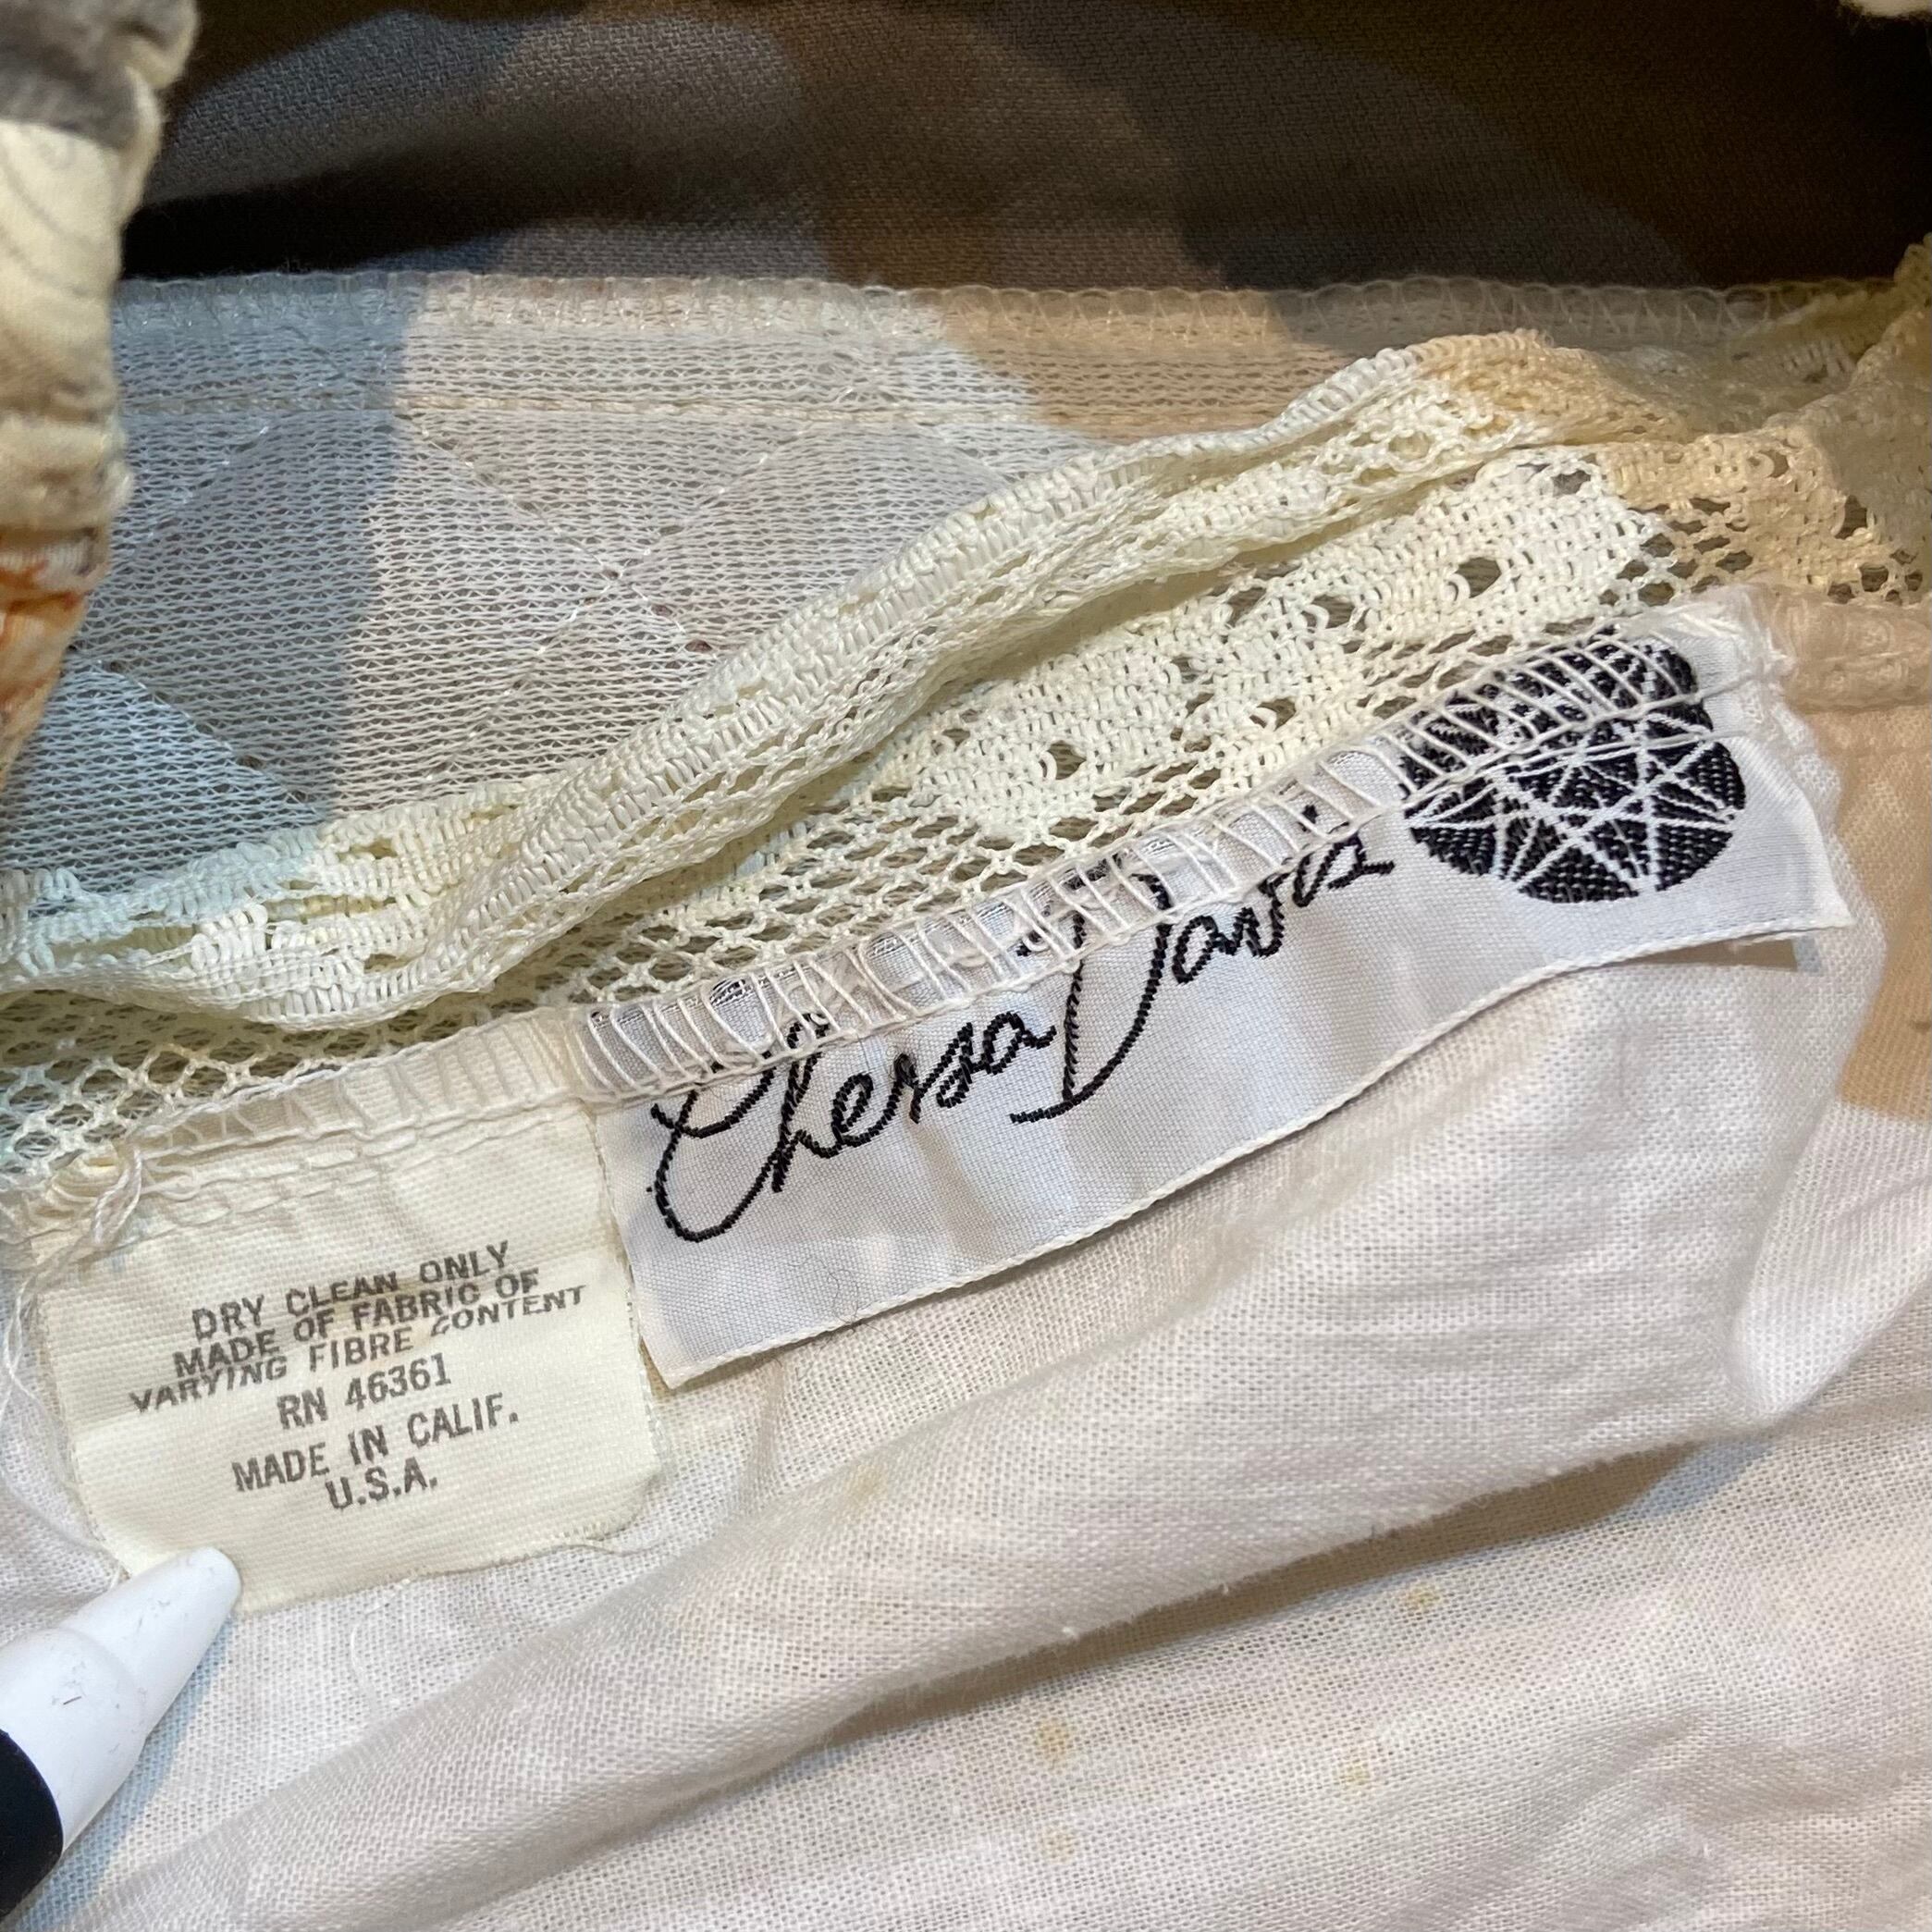 Chessa Davis
DRY CLEAN ONLY
MADE OF FABRIC OF
VARYING FIBRE CONTENT
RN 46361
MADE IN CALIF.
U.S.A.